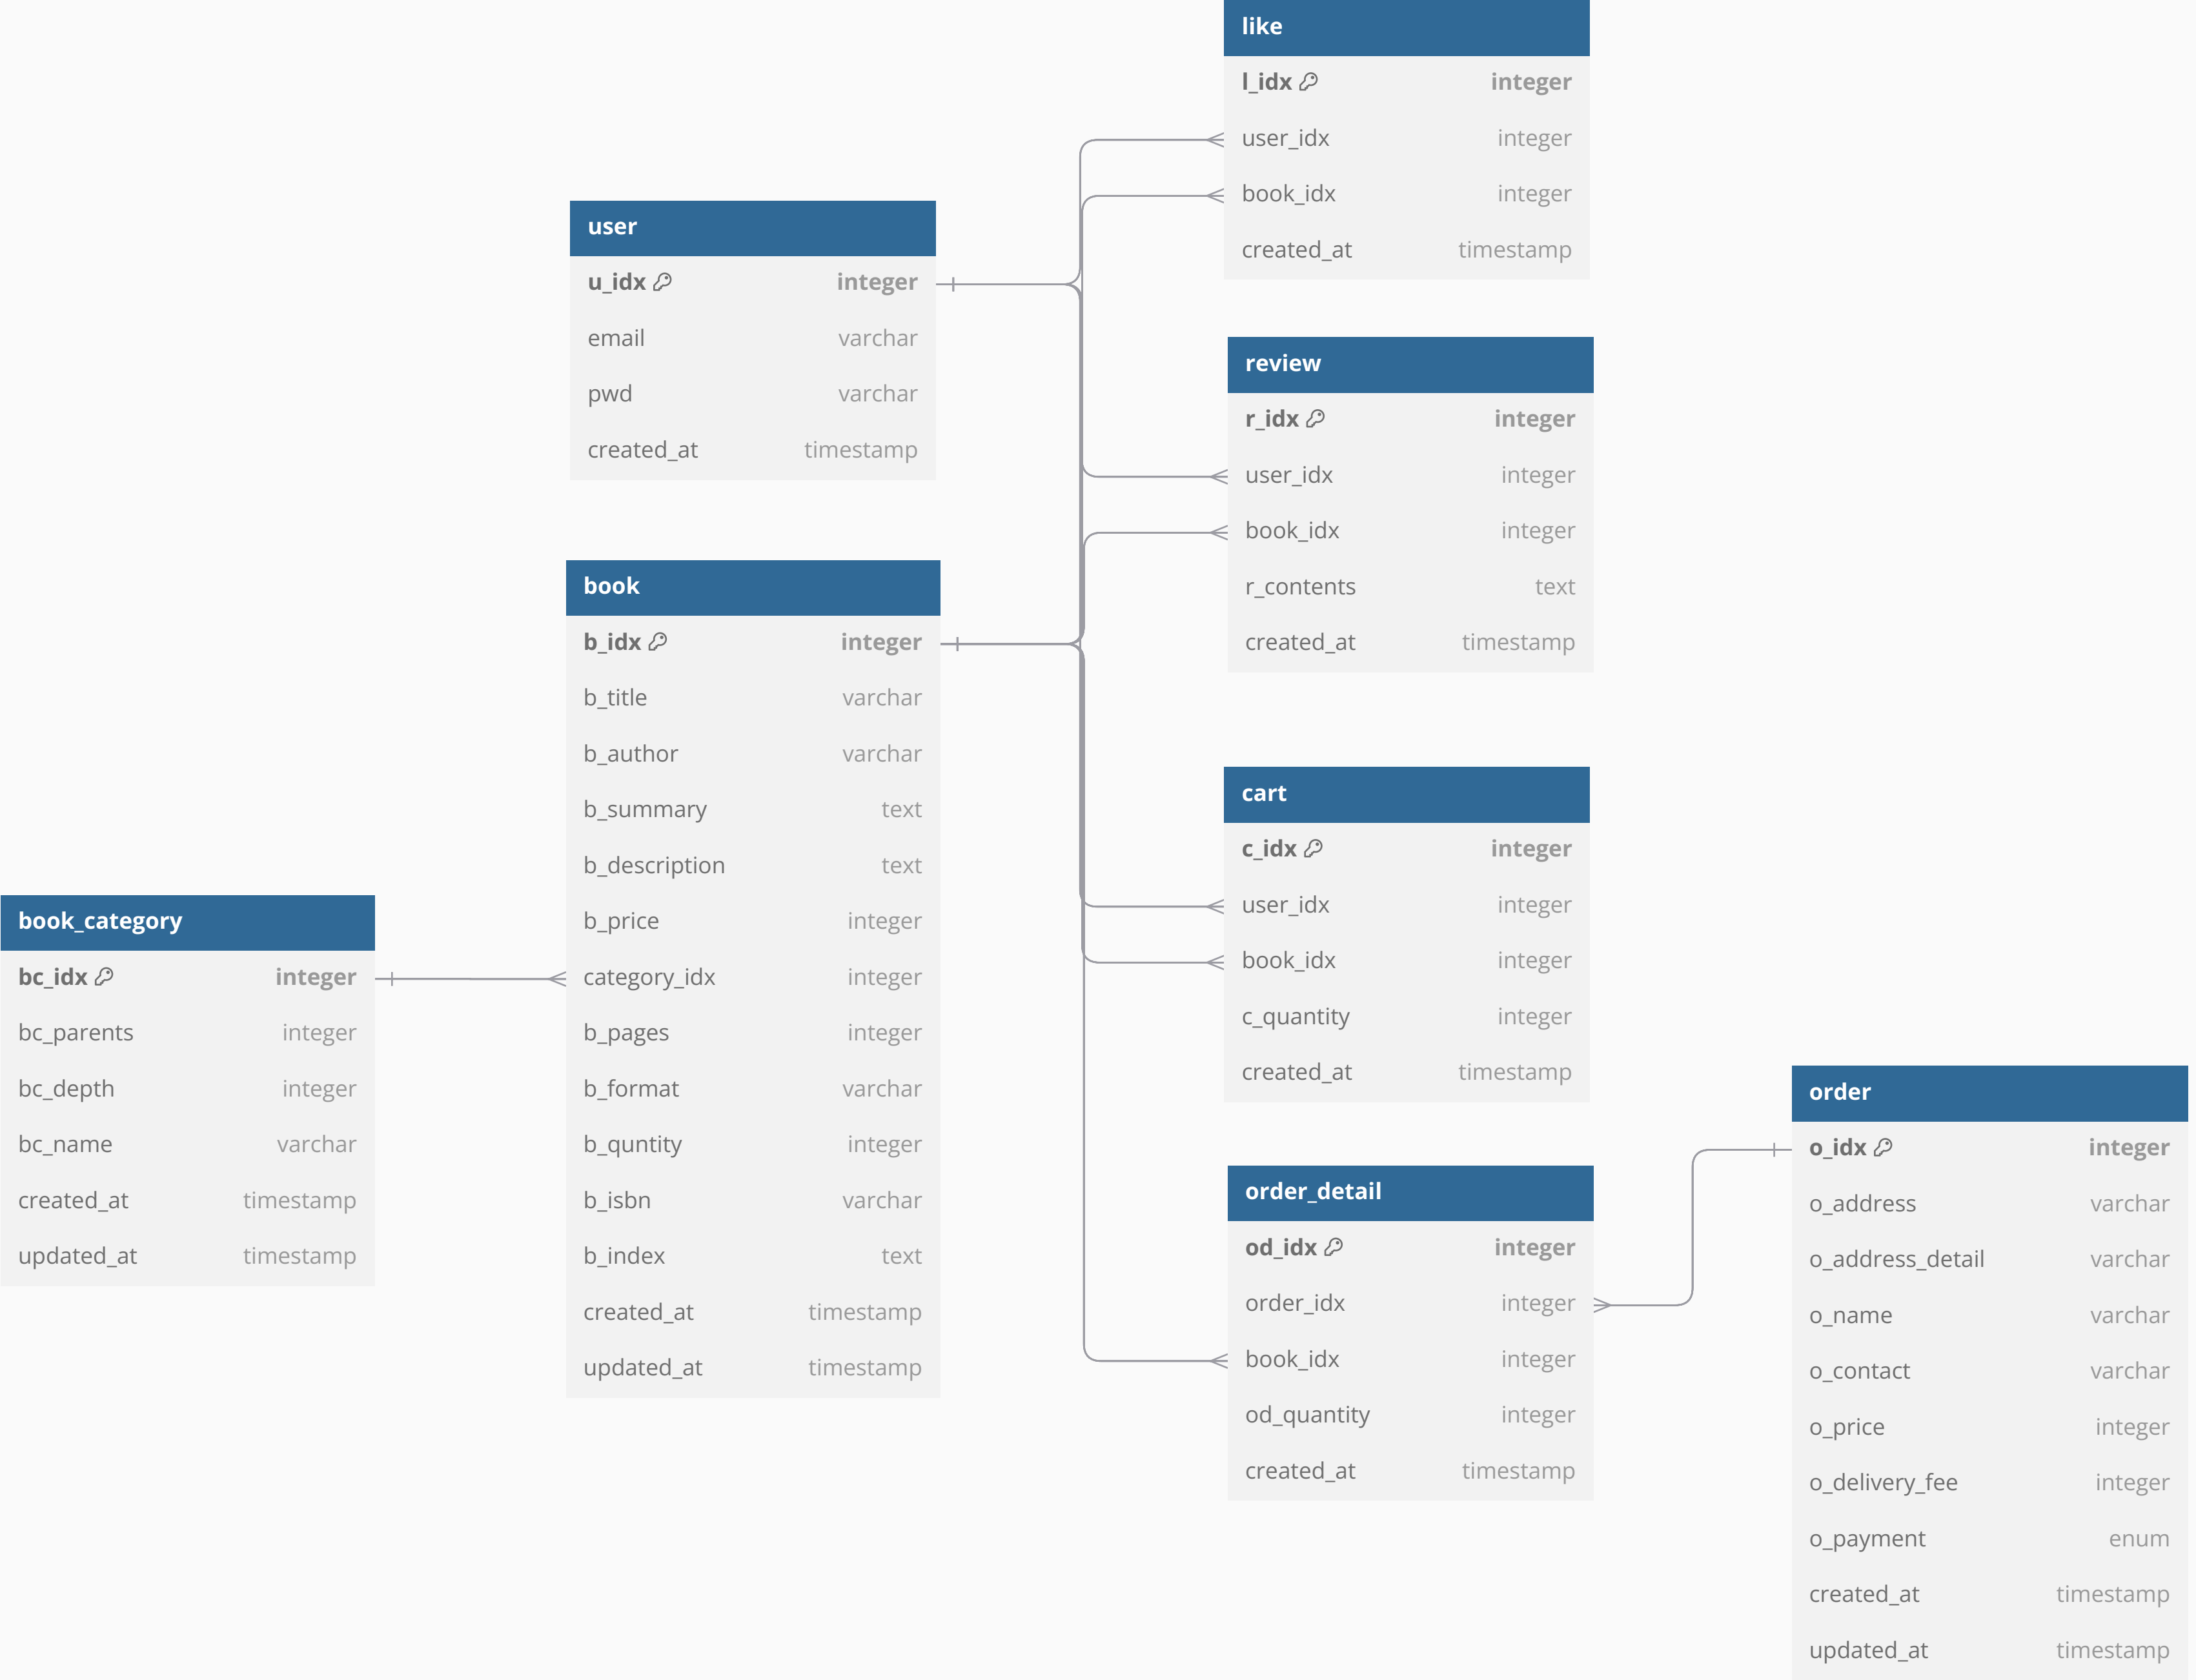 like
l_idx integer
user_idx integer
book_idx integer
created_at timestamp
user
u_idx integer
email varchar
pwd varchar
created_at timestamp
review
r_idx integer
user_idx integer
book_idx integer
r_contents text
created_at timestamp
book
b_idx integer
b_title varchar
b_author varchar
b_summary text
b_description text
b_price integer
category_idx integer
b_pages integer
b_format varchar
b_quntity integer
b_isbn varchar
b_index text
created_at timestamp
updated_at timestamp
cart
c_idx integer
user_idx integer
book_idx integer
c_quantity integer
created_at timestamp
book_category
bc_idx integer
bc_parents integer
bc_depth integer
bc_name varchar
created_at timestamp
updated_at timestamp
order_detail
od_idx integer
order_idx integer
book_idx integer
od_quantity integer
created_at timestamp
order
o_idx integer
o_address varchar
o_address_detail varchar
o_name varchar
o_contact varchar
o_price integer
o_delivery_fee integer
o_payment enum
created_at timestamp
updated_at timestamp